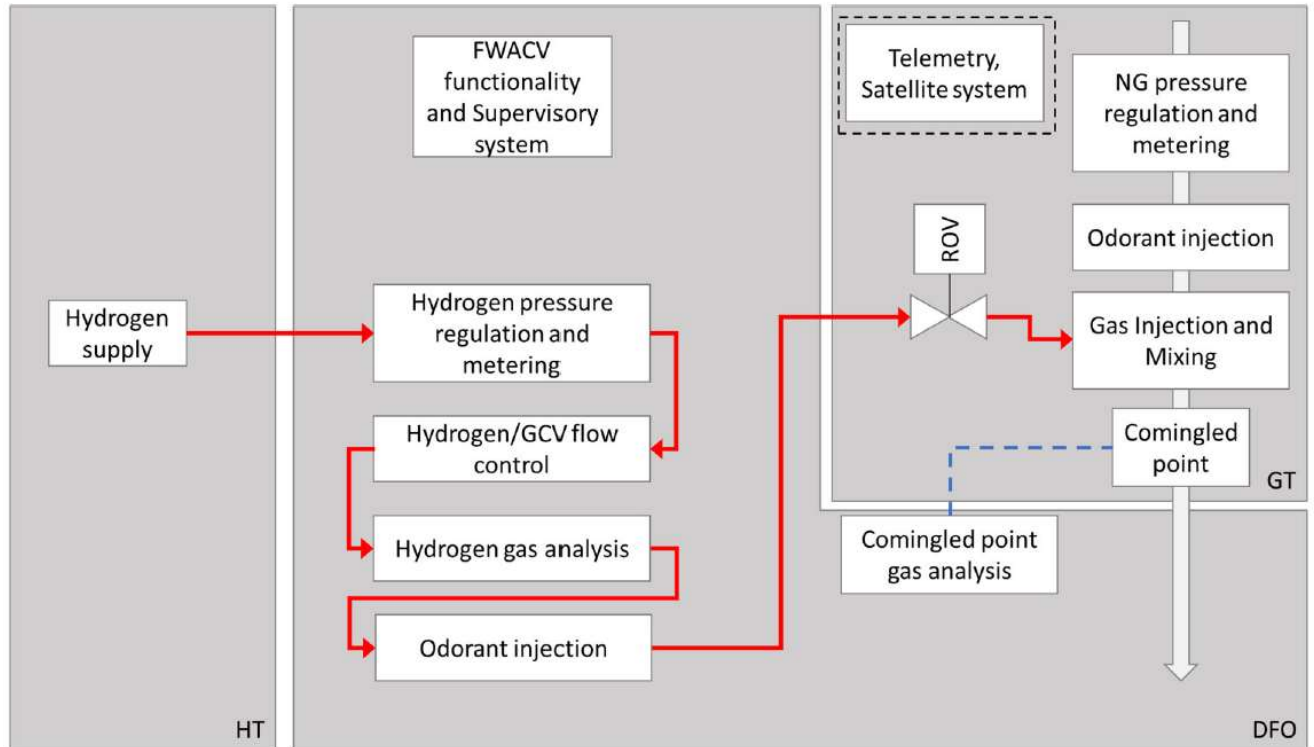 FWACV
functionality
and Supervisory
system
Telemetry,
Satellite system
NG pressure
regulation and
metering
ROV
Odorant injection
Hydrogen
supply
Hydrogen pressure
regulation and
metering
Gas Injection and
Mixing
Hydrogen/GCV flow
control
Comingled
point
GT
Hydrogen gas analysis
Comingled point
gas analysis
Odorant injection
HT
DFO